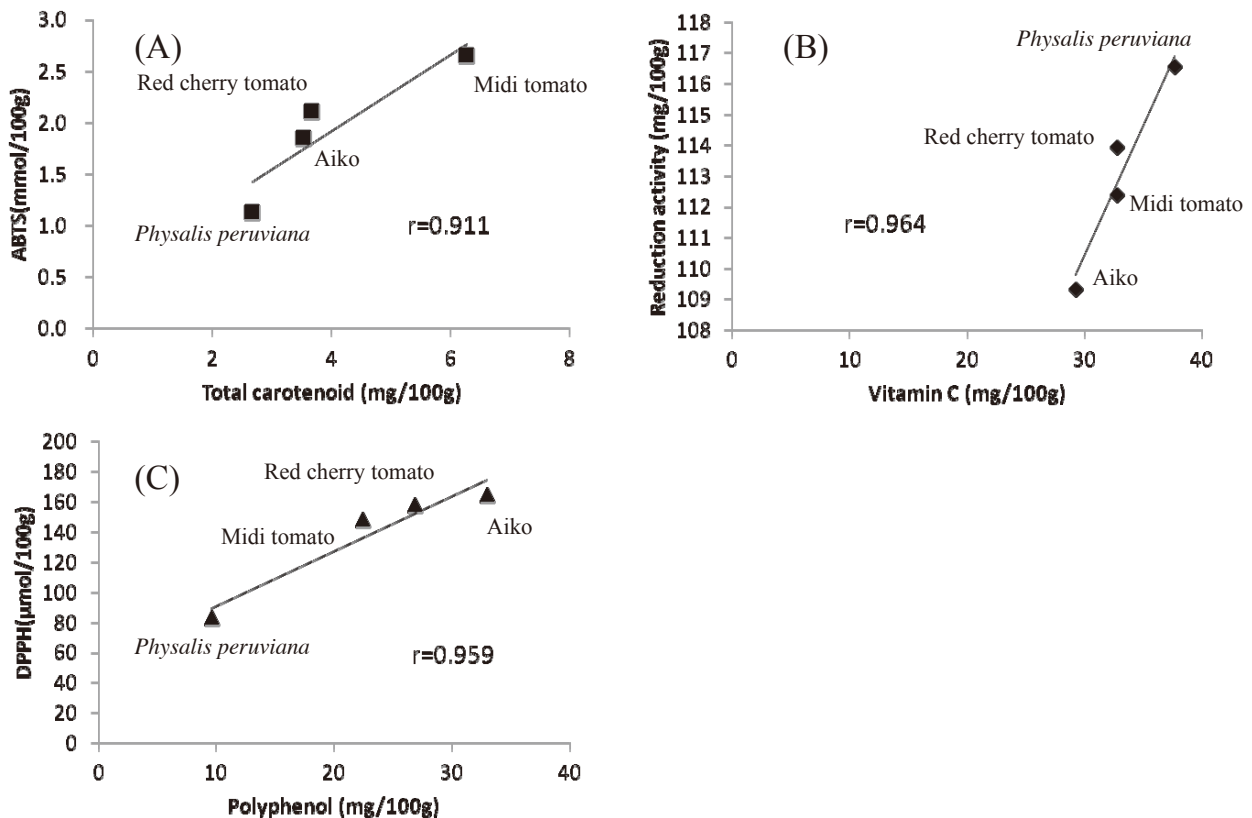 (A)
ABTS(mmol/100g)
3.0
2.5
2.0
1.5
1.0
0.5
0.0
Red cherry tomato
Midi tomato
Aiko
Physalis peruviana
r=0.911
0 2 4 6 8
Total carotenoid (mg/100g)
(B)
Reduction activity (mg/100g)
118
117
116
115
114
113
112
111
110
109
108
Physalis peruviana
Red cherry tomato
Midi tomato
r=0.964
Aiko
0 10 20 30 40
Vitamin C (mg/100g)
(C)
DPPH(μmol/100g)
200
180
160
140
120
100
80
60
40
20
0
Red cherry tomato
Midi tomato
Aiko
Physalis peruviana
r=0.959
0 10 20 30 40
Polyphenol (mg/100g)